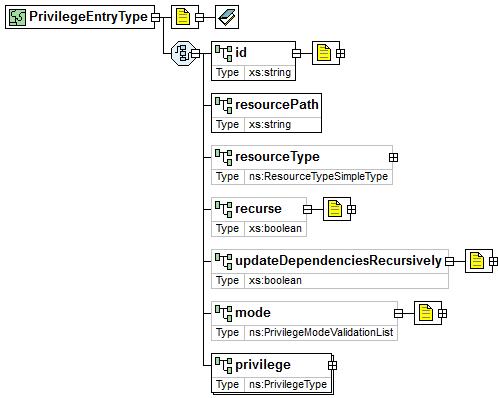 PrivilegeEntryType
id
Type xs:string
resourcePath
Type xs:string
resourceType
Type ns:ResourceTypeSimpleType
recurse
Type xs:boolean
updateDependenciesRecursively
Type xs:boolean
mode
Type ns:PrivilegeModeValidationList
privilege
Type ns:PrivilegeType